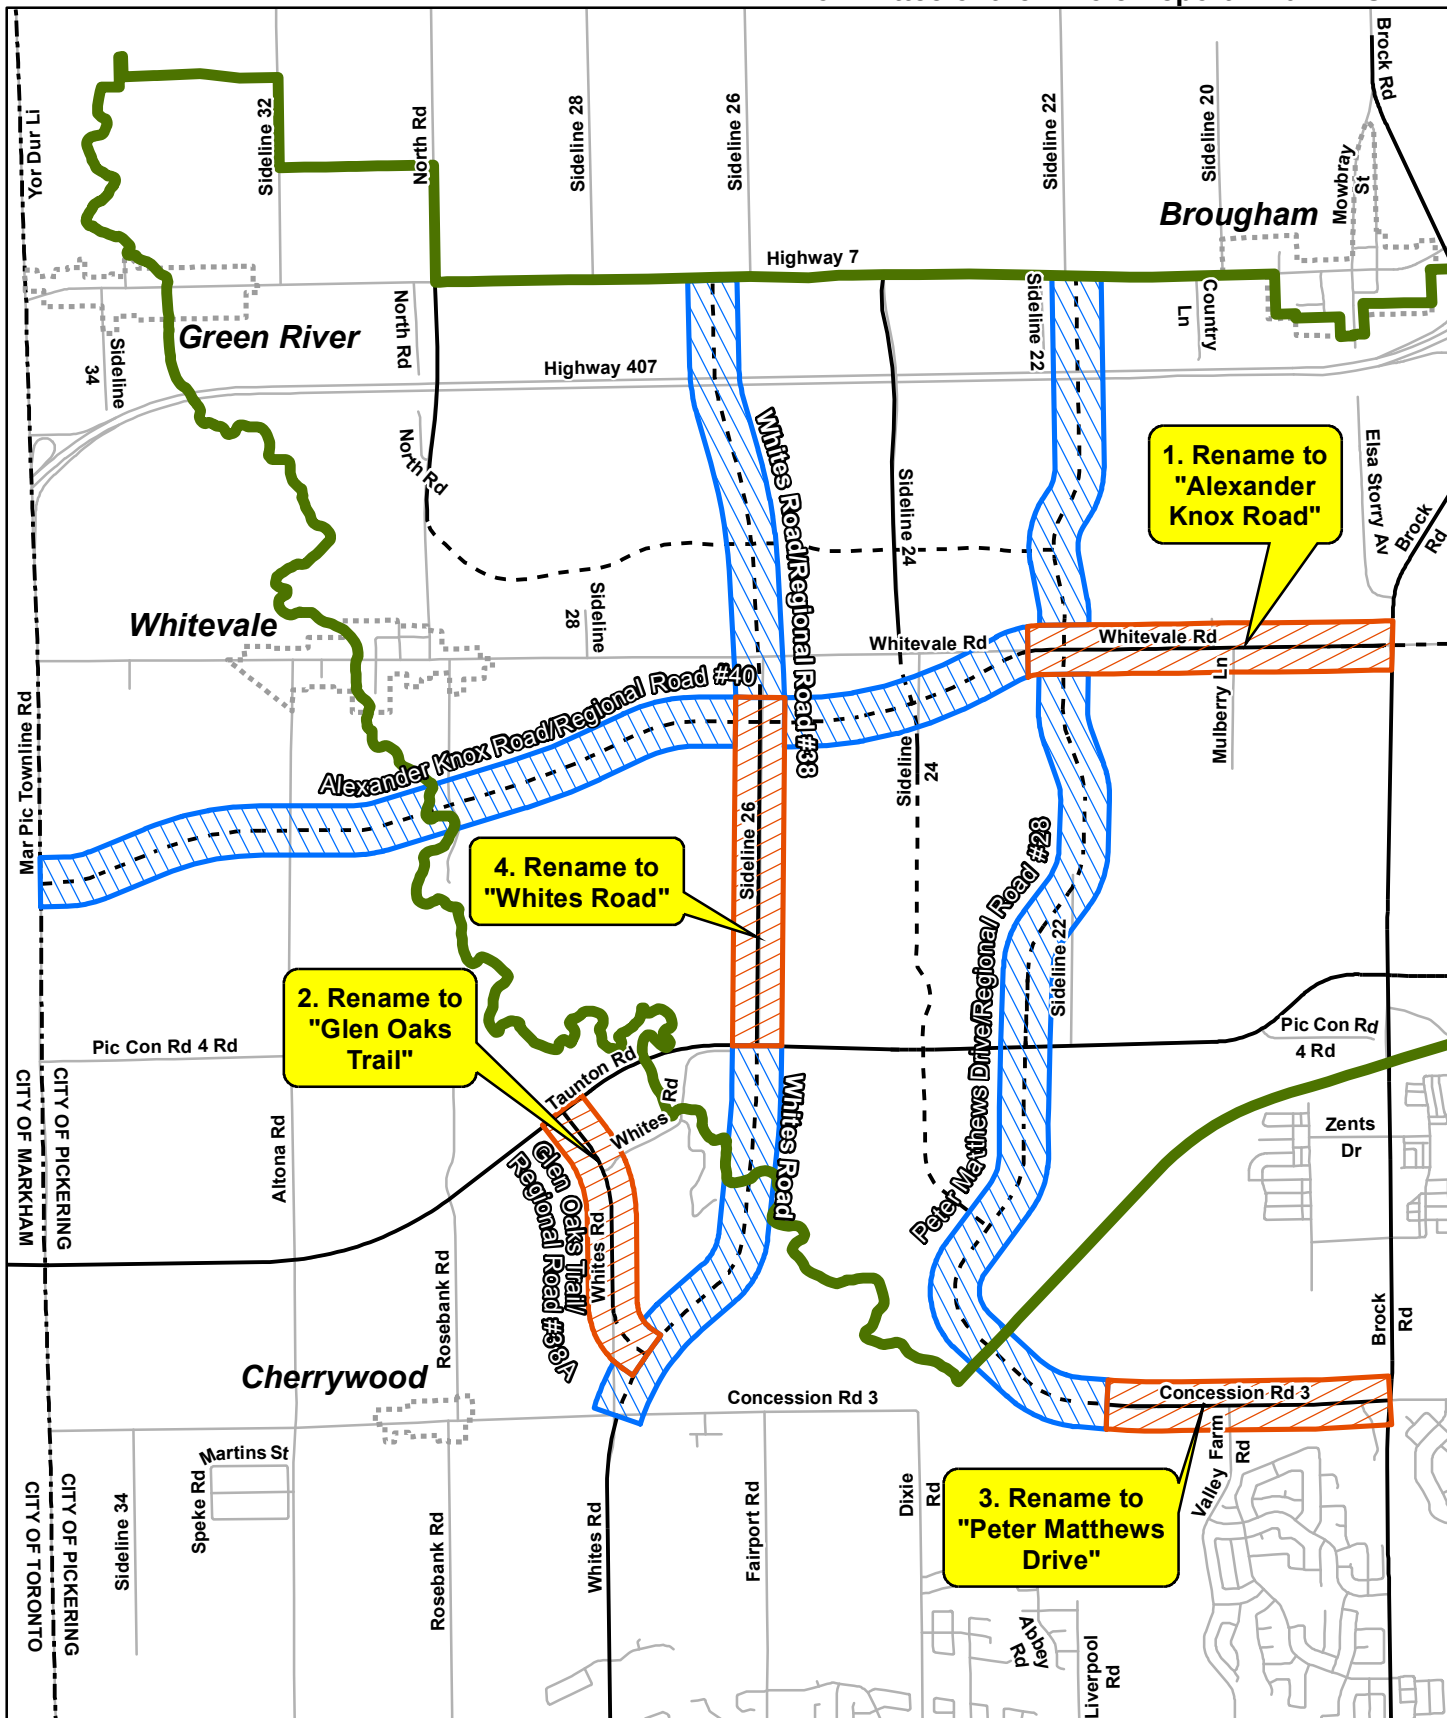 Brock Rd
Sideline 32
North Rd
Sideline 28
Sideline 26
Sideline 22
Sideline 20
Mowbray
St
Yor Dur Li
Brougham
Highway 7
Green River
Sideline
34
North Rd
Sideline 22
Country
Ln
Highway 407
North Rd
Whites Road/Regional Road #38
Sideline 24
1. Rename to
"Alexander
Knox Road"
Elsa Storry Av
Brock
Rd
Whitevale
Sideline
28
Whitevale Rd
Whitevale Rd
Mulberry Ln
Mar Pic Townline Rd
Alexander Knox Road/Regional Road #40
Sideline
24
Sideline 26
4. Rename to
"Whites Road"
Peter Matthews Drive/Regional Road #28
Sideline 22
2. Rename to
"Glen Oaks
Trail"
Pic Con Rd 4 Rd
Pic Con Rd
4 Rd
CITY OF MARKHAM
CITY OF PICKERING
Altona Rd
Taunton Rd
Whites Rd
Whites Road
Zents
Dr
Glen Oaks Trail/
Regional Road #38A
Whites Rd
Rosebank Rd
Brock
Rd
Cherrywood
Concession Rd 3
Concession Rd 3
Martins St
Speke Rd
Sideline 34
CITY OF TORONTO
CITY OF PICKERING
Rosebank Rd
Whites Rd
Fairport Rd
Dixie
Rd
3. Rename to
"Peter Matthews
Drive"
Valley Farm
Rd
Abbey
Rd
Liverpool
Rd